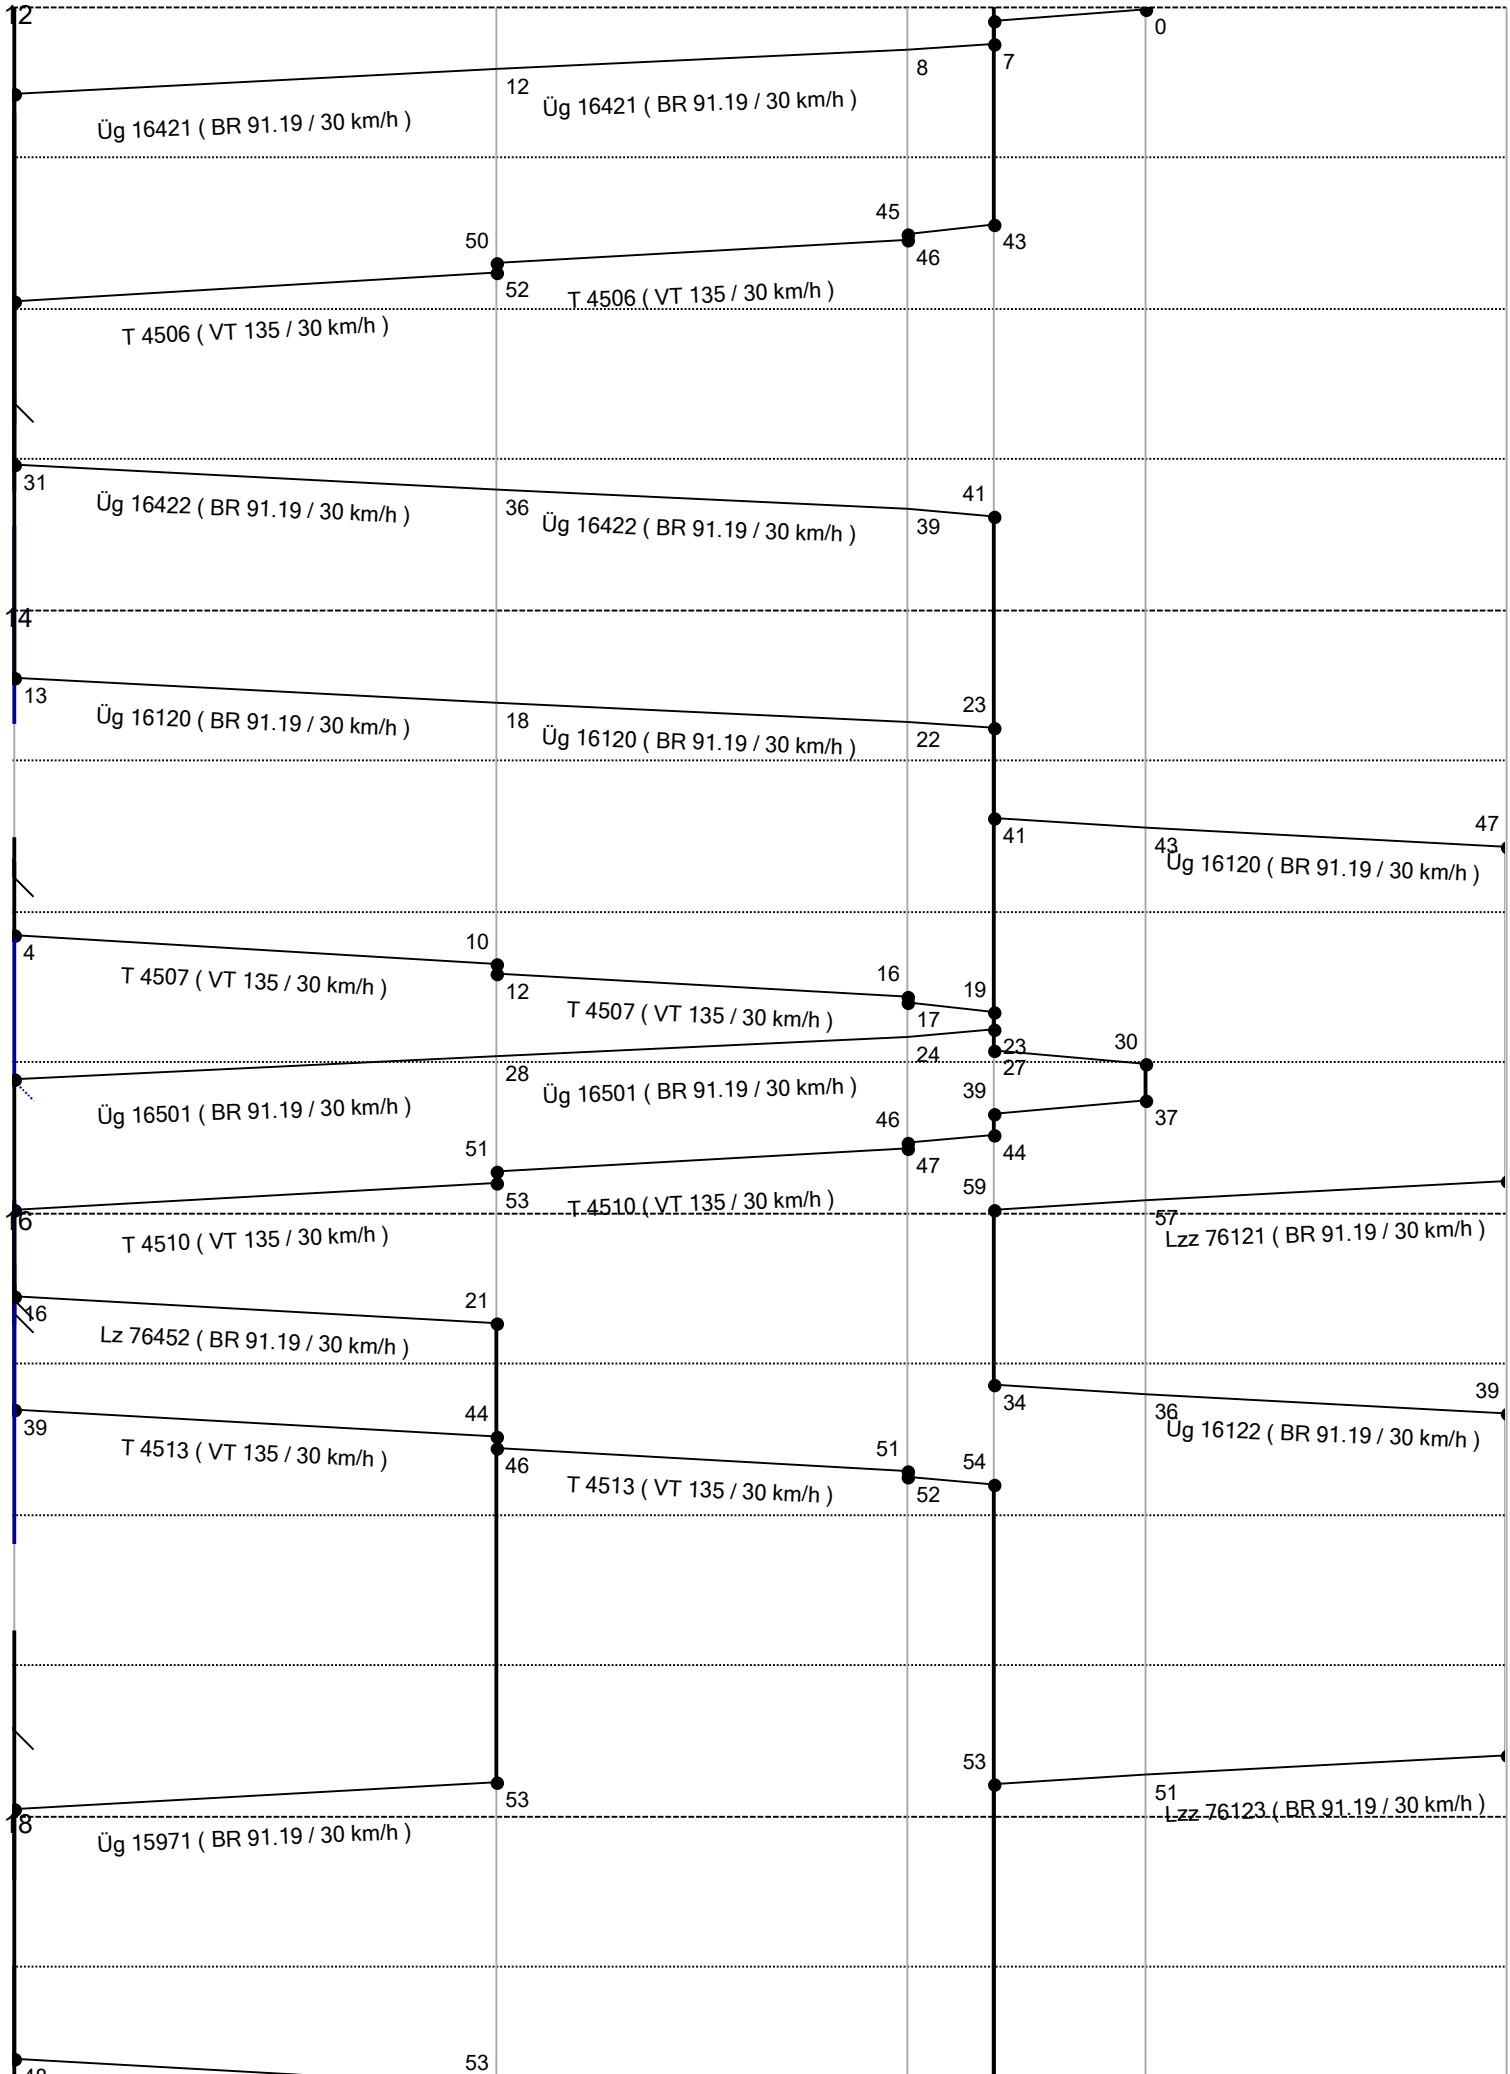 12
0
7
8
12
Üg 16421 ( BR 91.19 / 30 km/h )
Üg 16421 ( BR 91.19 / 30 km/h )
45
43
50
46
52
T 4506 ( VT 135 / 30 km/h )
T 4506 ( VT 135 / 30 km/h )
31
41
36
39
Üg 16422 ( BR 91.19 / 30 km/h )
Üg 16422 ( BR 91.19 / 30 km/h )
14
13
23
18
22
Üg 16120 ( BR 91.19 / 30 km/h )
Üg 16120 ( BR 91.19 / 30 km/h )
47
41
43
Üg 16120 ( BR 91.19 / 30 km/h )
10
4
16
12
19
T 4507 ( VT 135 / 30 km/h )
T 4507 ( VT 135 / 30 km/h )
17
23
30
24
27
28
Üg 16501 ( BR 91.19 / 30 km/h )
Üg 16501 ( BR 91.19 / 30 km/h )
39
37
46
44
51
47
59
53
T 4510 ( VT 135 / 30 km/h )
T 4510 ( VT 135 / 30 km/h )
16
57
Lzz 76121 ( BR 91.19 / 30 km/h )
21
16
Lz 76452 ( BR 91.19 / 30 km/h )
39
34
36
Üg 16122 ( BR 91.19 / 30 km/h )
44
39
T 4513 ( VT 135 / 30 km/h )
51
54
46
52
T 4513 ( VT 135 / 30 km/h )
53
51
53
Lzz 76123 ( BR 91.19 / 30 km/h )
18
Üg 15971 ( BR 91.19 / 30 km/h )
53
48